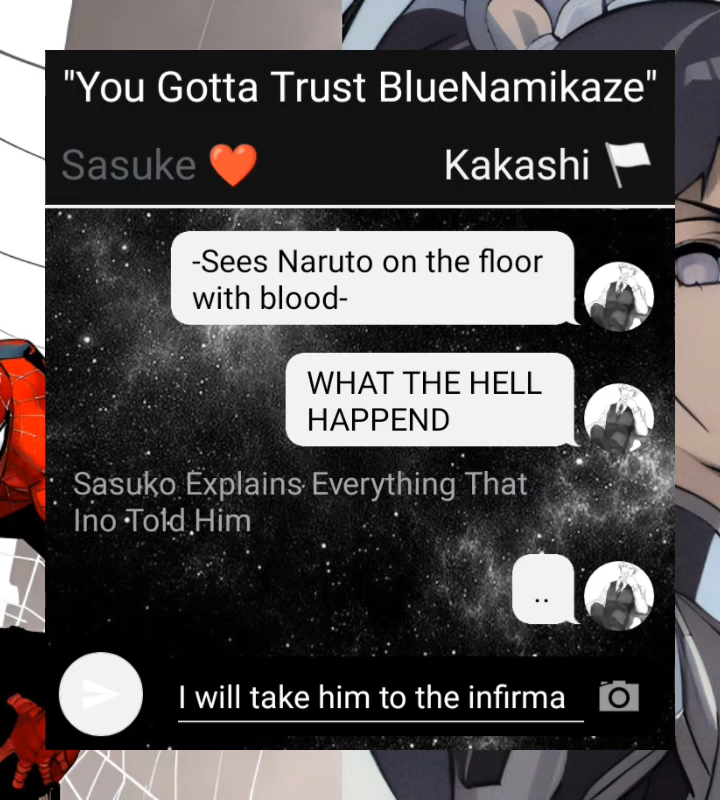 "You Gotta Trust BlueNamikaze"
Sasuke ❤️ Kakashi 🏳️
-Sees Naruto on the floor
with blood-
WHAT THE HELL
HAPPEND
Sasuko Explains Everything That
Ino Told Him
..
I will take him to the infirma